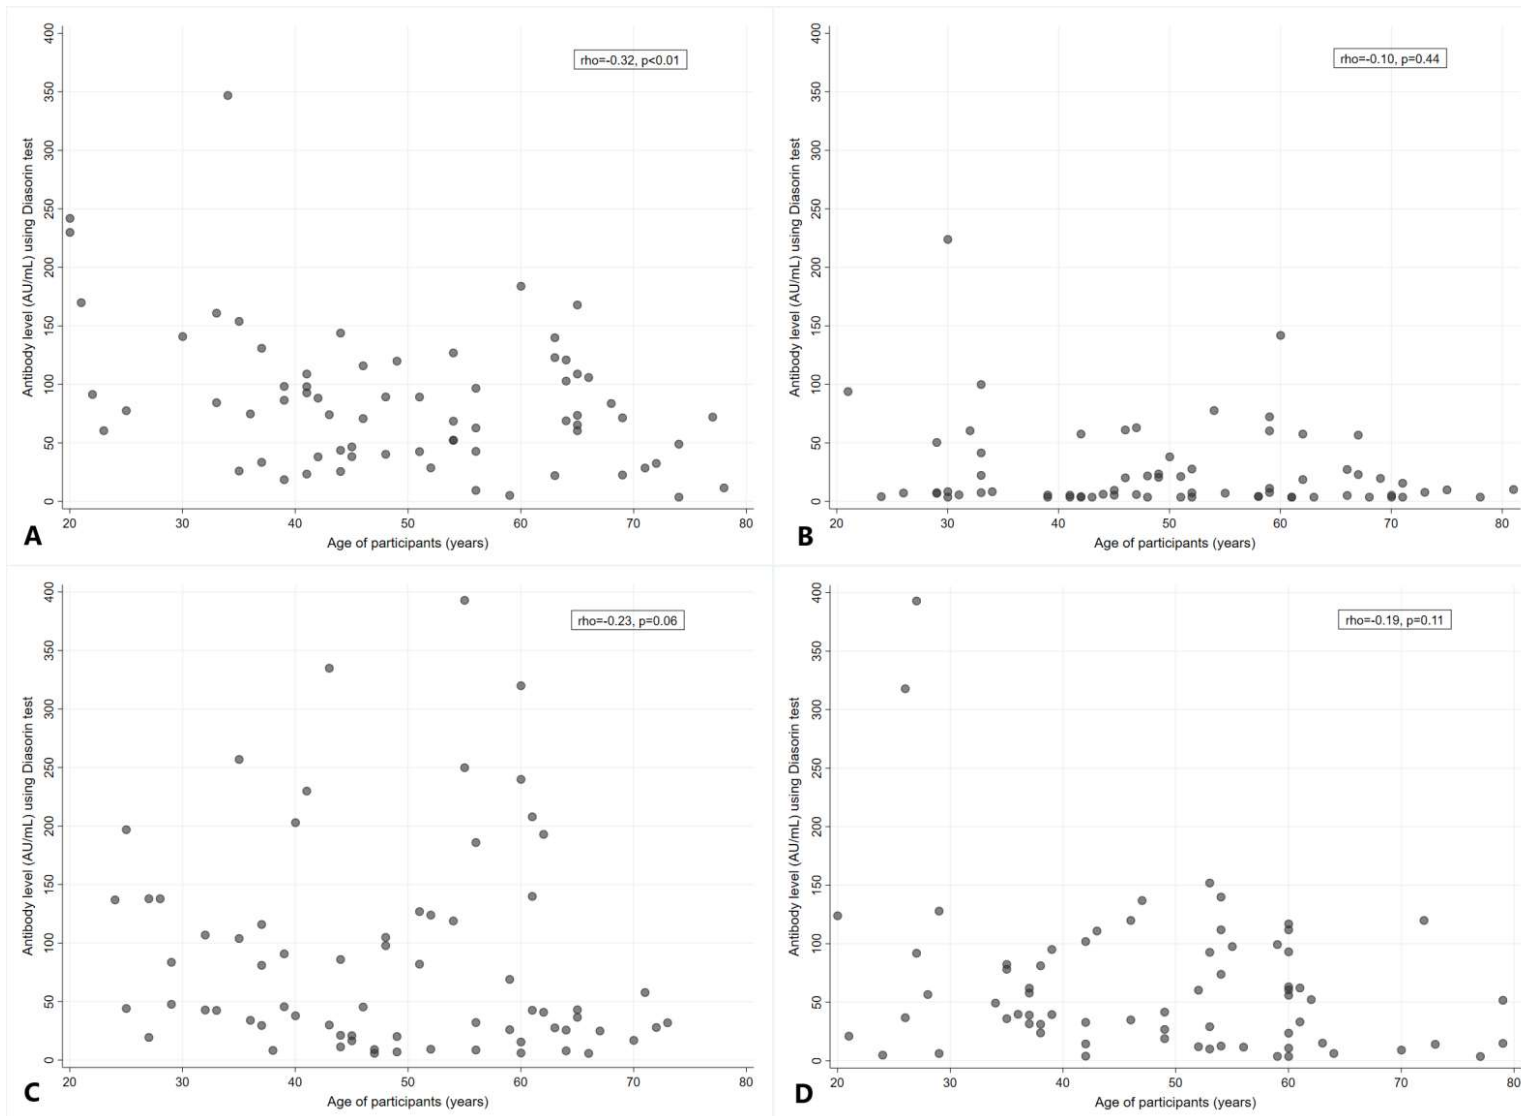 400
350
300
250
200
150
100
50
0
Antibody level (AU/mL) using Diasorin test
rho=-0.32, p<0.01
20 30 40 50 60 70 80
Age of participants (years)
A
400
350
300
250
200
150
100
50
0
Antibody level (AU/mL) using Diasorin test
rho=-0.10, p=0.44
20 30 40 50 60 70 80
Age of participants (years)
B
400
350
300
250
200
150
100
50
0
Antibody level (AU/mL) using Diasorin test
rho=-0.23, p=0.06
20 30 40 50 60 70 80
Age of participants (years)
C
400
350
300
250
200
150
100
50
0
Antibody level (AU/mL) using Diasorin test
rho=-0.19, p=0.11
20 30 40 50 60 70 80
Age of participants (years)
D